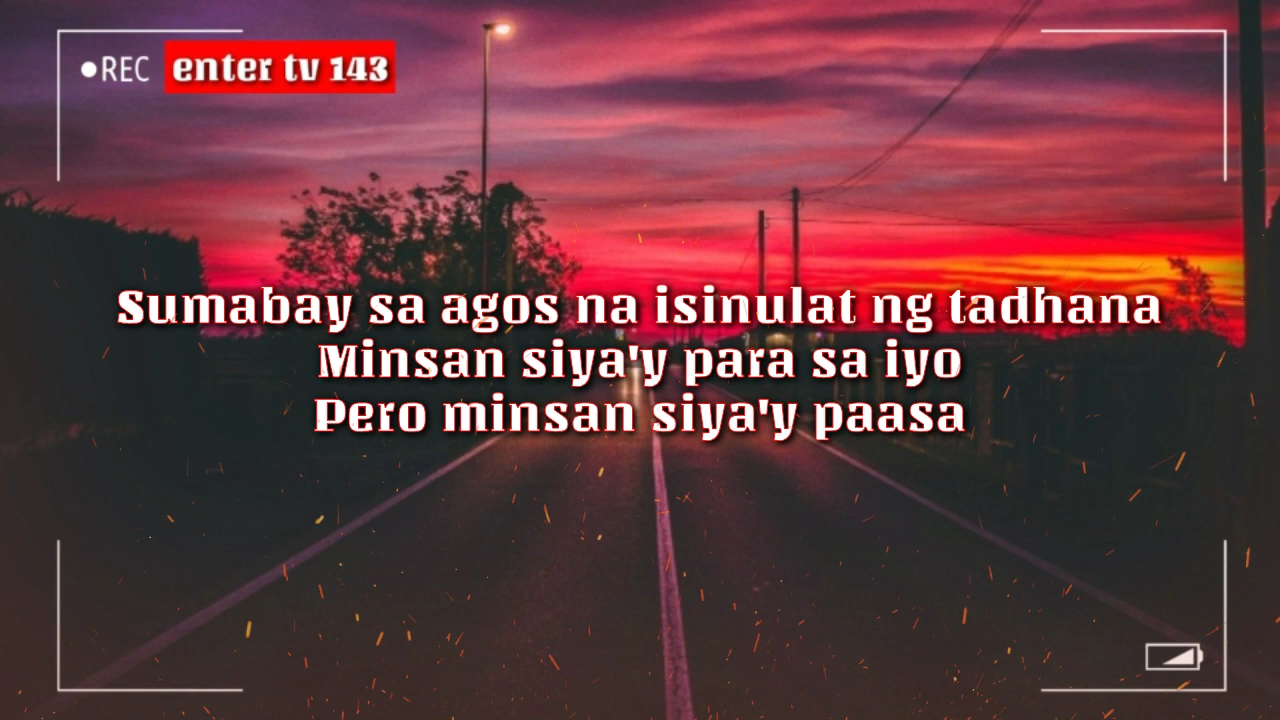 REC enter tv 143
Sumabay sa agos na isinulat ng tadhana
Minsan siya'y para sa iyo
Pero minsan siya'y paasa